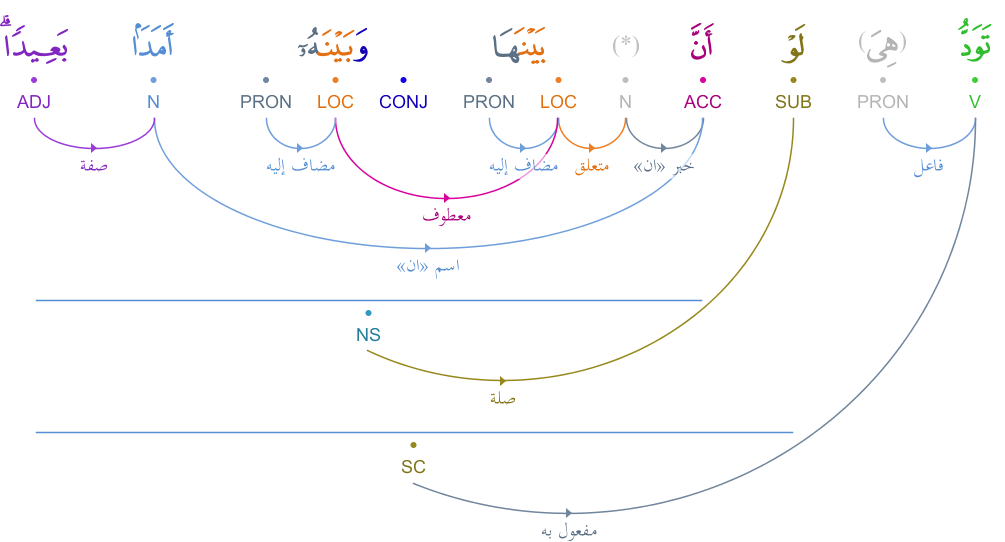 تَوَدُّ (هِىَ) لَوْ أَنَّ (*) بَيْنَهَا وَبَيْنَهُۥٓ أَمَدًۢا بَعِيدًۭا ۗ
V PRON SUB ACC N LOC PRON CONJ LOC PRON N ADJ
فاعل خبر «ان» متعلق مضاف إليه مضاف إليه صفة
معطوف
اسم «ان»
NS
صلة
SC
مفعول به